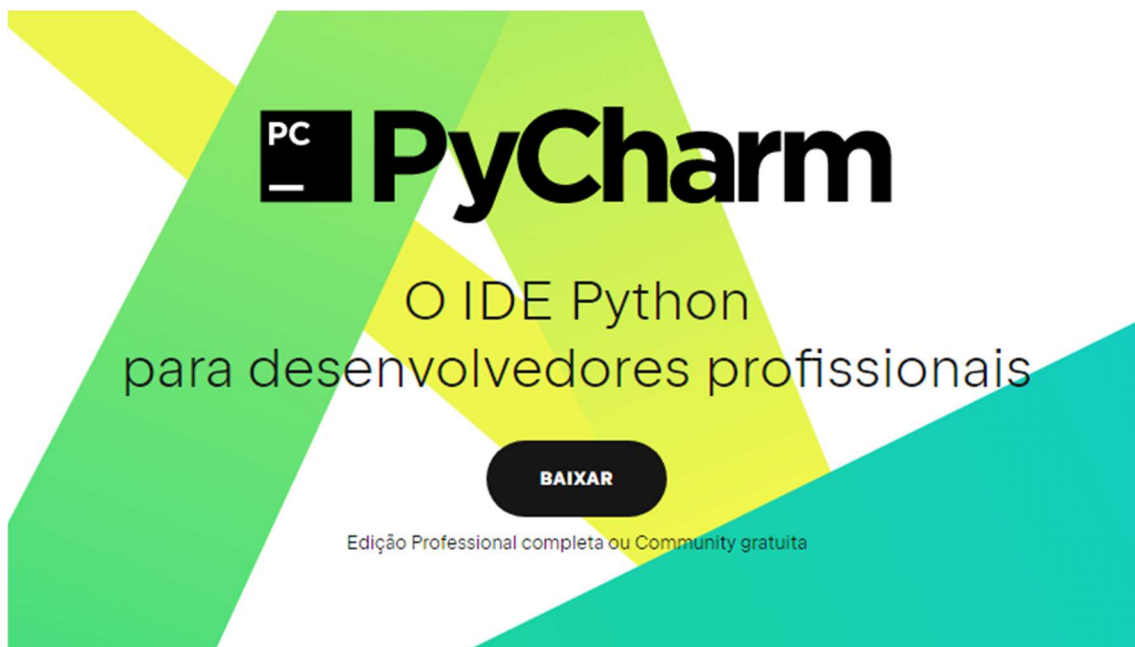 PC
PyCharm
O IDE Python
para desenvolvedores profissionais
BAIXAR
Edição Professional completa ou Community gratuita